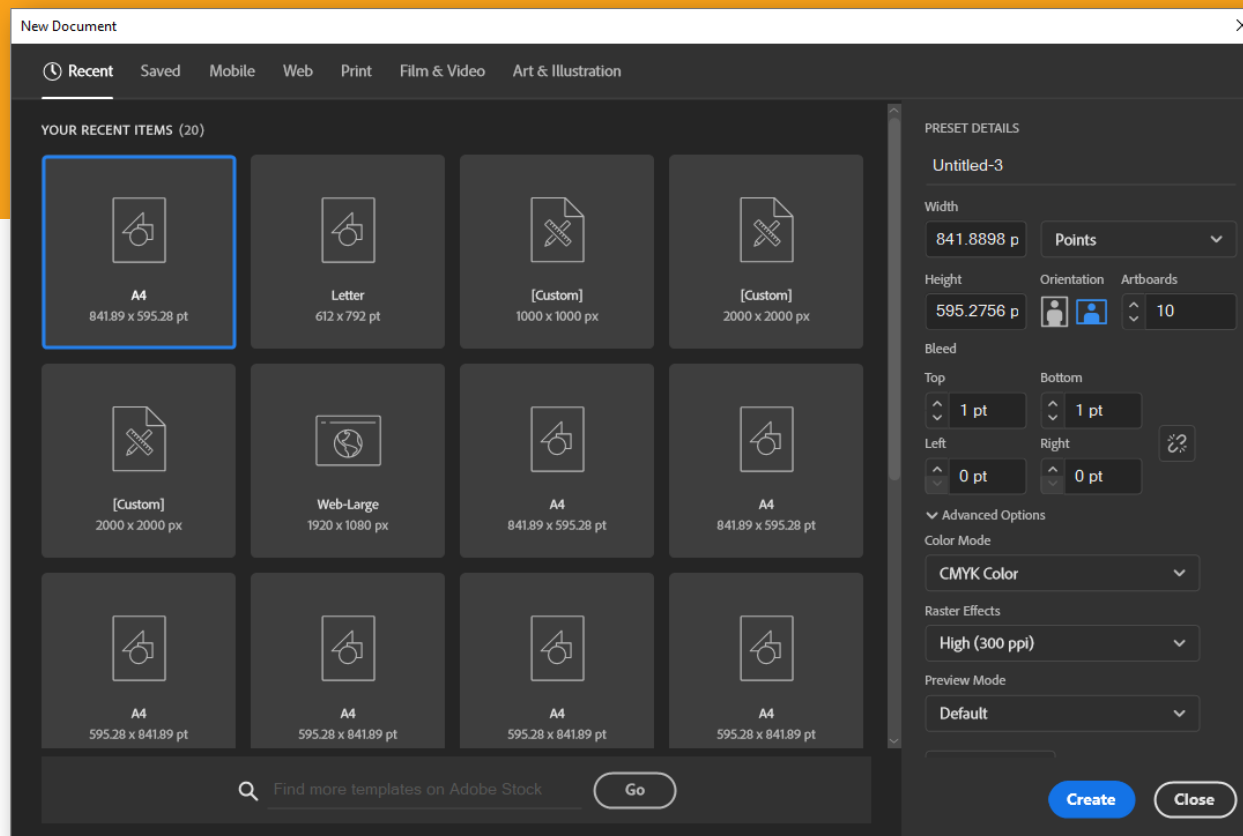 New Document
Recent Saved Mobile Web Print Film & Video Art & Illustration
YOUR RECENT ITEMS (20)
A4
841.89 x 595.28 pt
Letter
612 x 792 pt
[Custom]
1000 x 1000 px
[Custom]
2000 x 2000 px
[Custom]
2000 x 2000 px
Web-Large
1920 x 1080 px
A4
841.89 x 595.28 pt
A4
841.89 x 595.28 pt
A4
595.28 x 841.89 pt
A4
595.28 x 841.89 pt
A4
595.28 x 841.89 pt
A4
595.28 x 841.89 pt
Find more templates on Adobe Stock
Go
PRESET DETAILS
Untitled-3
Width
841.8898 p Points
Height Orientation Artboards
595.2756 p 10
Bleed
Top Bottom
1 pt 1 pt
Left Right
0 pt 0 pt
Advanced Options
Color Mode
CMYK Color
Raster Effects
High (300 ppi)
Preview Mode
Default
Create Close